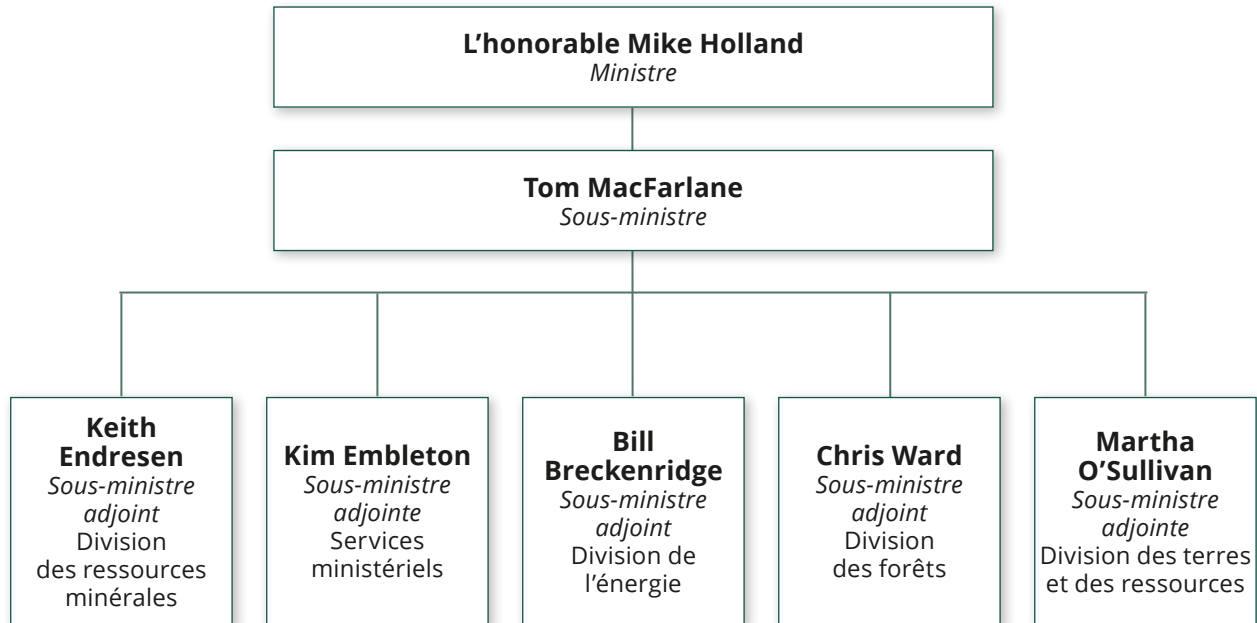 L’honorable Mike Holland
Ministre
Tom MacFarlane
Sous-ministre
Keith
Endresen
Sous-ministre
adjoint
Division
des ressources
minérales
Kim Embleton
Sous-ministre
adjointe
Services
ministériels
Bill
Breckenridge
Sous-ministre
adjoint
Division de
l’énergie
Chris Ward
Sous-ministre
adjoint
Division
des forêts
Martha
O’Sullivan
Sous-ministre
adjointe
Division des terres
et des ressources